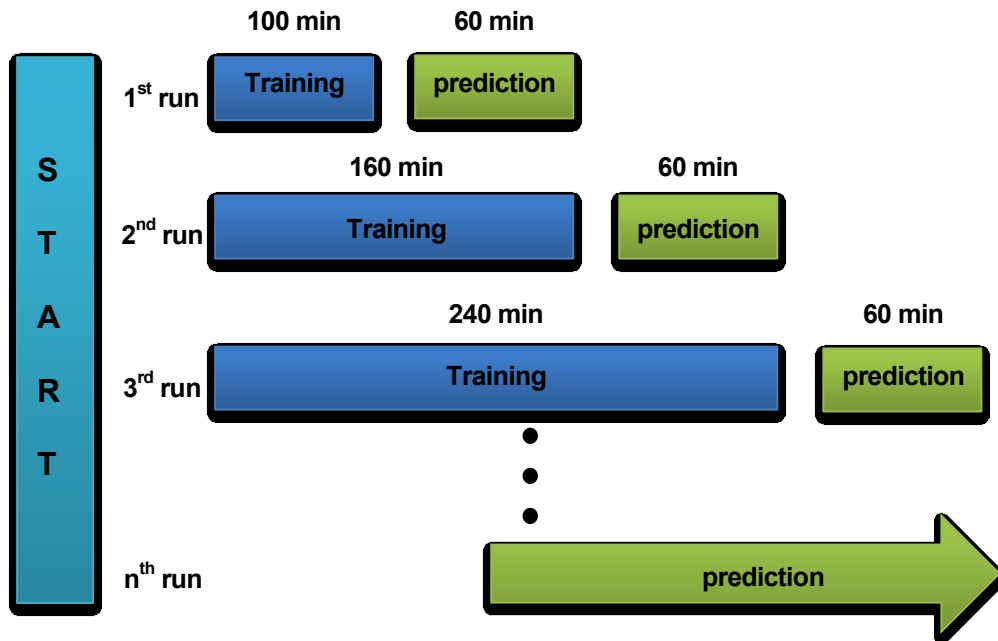 100 min 60 min
START
1st run Training prediction
160 min 60 min
2nd run Training prediction
240 min 60 min
3rd run Training prediction
nth run prediction